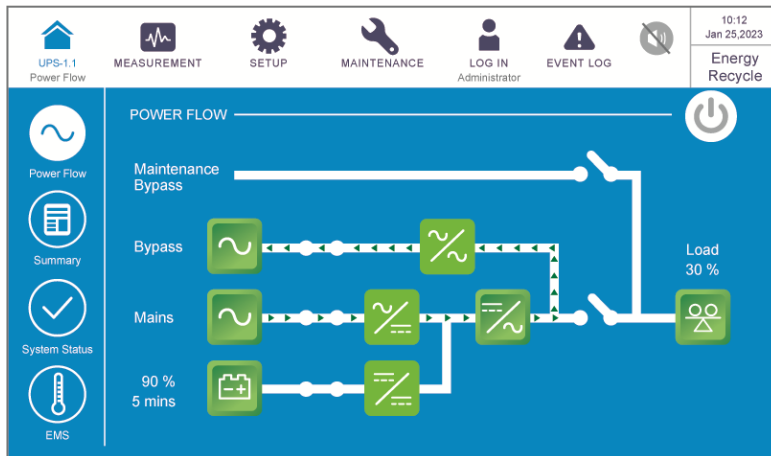 UPS-1.1
Power Flow
MEASUREMENT
SETUP
MAINTENANCE
LOG IN
Administrator
EVENT LOG
10:12
Jan 25,2023
Energy
Recycle
Power Flow
Summary
System Status
EMS
POWER FLOW
Maintenance
Bypass
Bypass
Mains
90 %
5 mins
Load
30 %